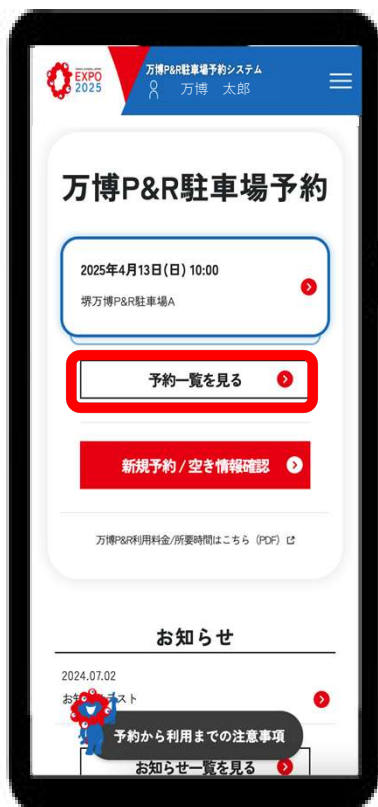 EXPO
2025
万博P&R駐車場予約システム
万博 太郎
万博P&R駐車場予約
2025年4月13日(日) 10:00
堺万博P&R駐車場A
予約一覧を見る
新規予約 / 空き情報確認
万博P&R利用料金/所要時間はこちら（PDF）
お知らせ
2024.07.02
お知
スト
予約から利用までの注意事項
お知らせ一覧を見る